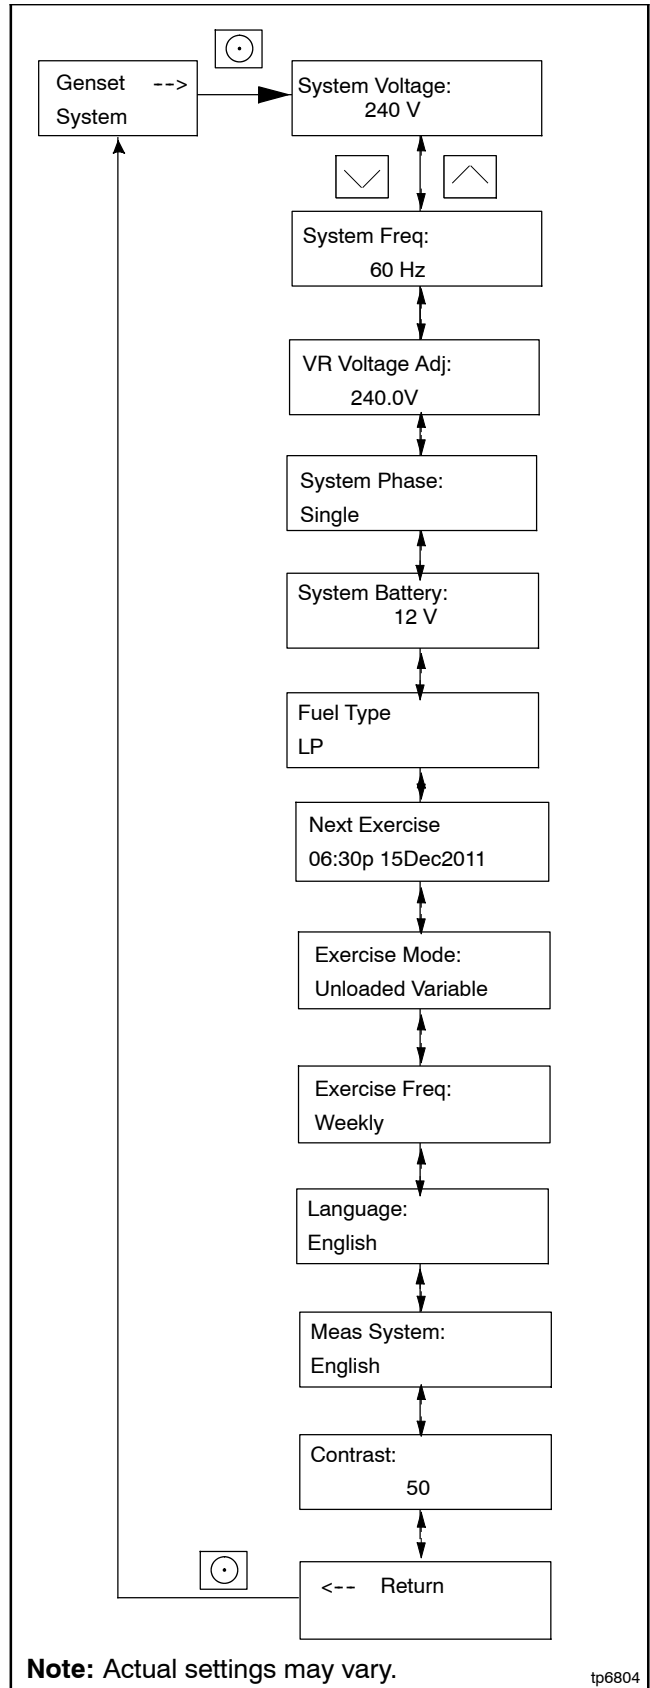 Genset -->
System
System Voltage:
240 V
System Freq:
60 Hz
VR Voltage Adj:
240.0V
System Phase:
Single
System Battery:
12 V
Fuel Type
LP
Next Exercise
06:30p 15Dec2011
Exercise Mode:
Unloaded Variable
Exercise Freq:
Weekly
Language:
English
Meas System:
English
Contrast:
50
<-- Return
Note: Actual settings may vary.
tp6804